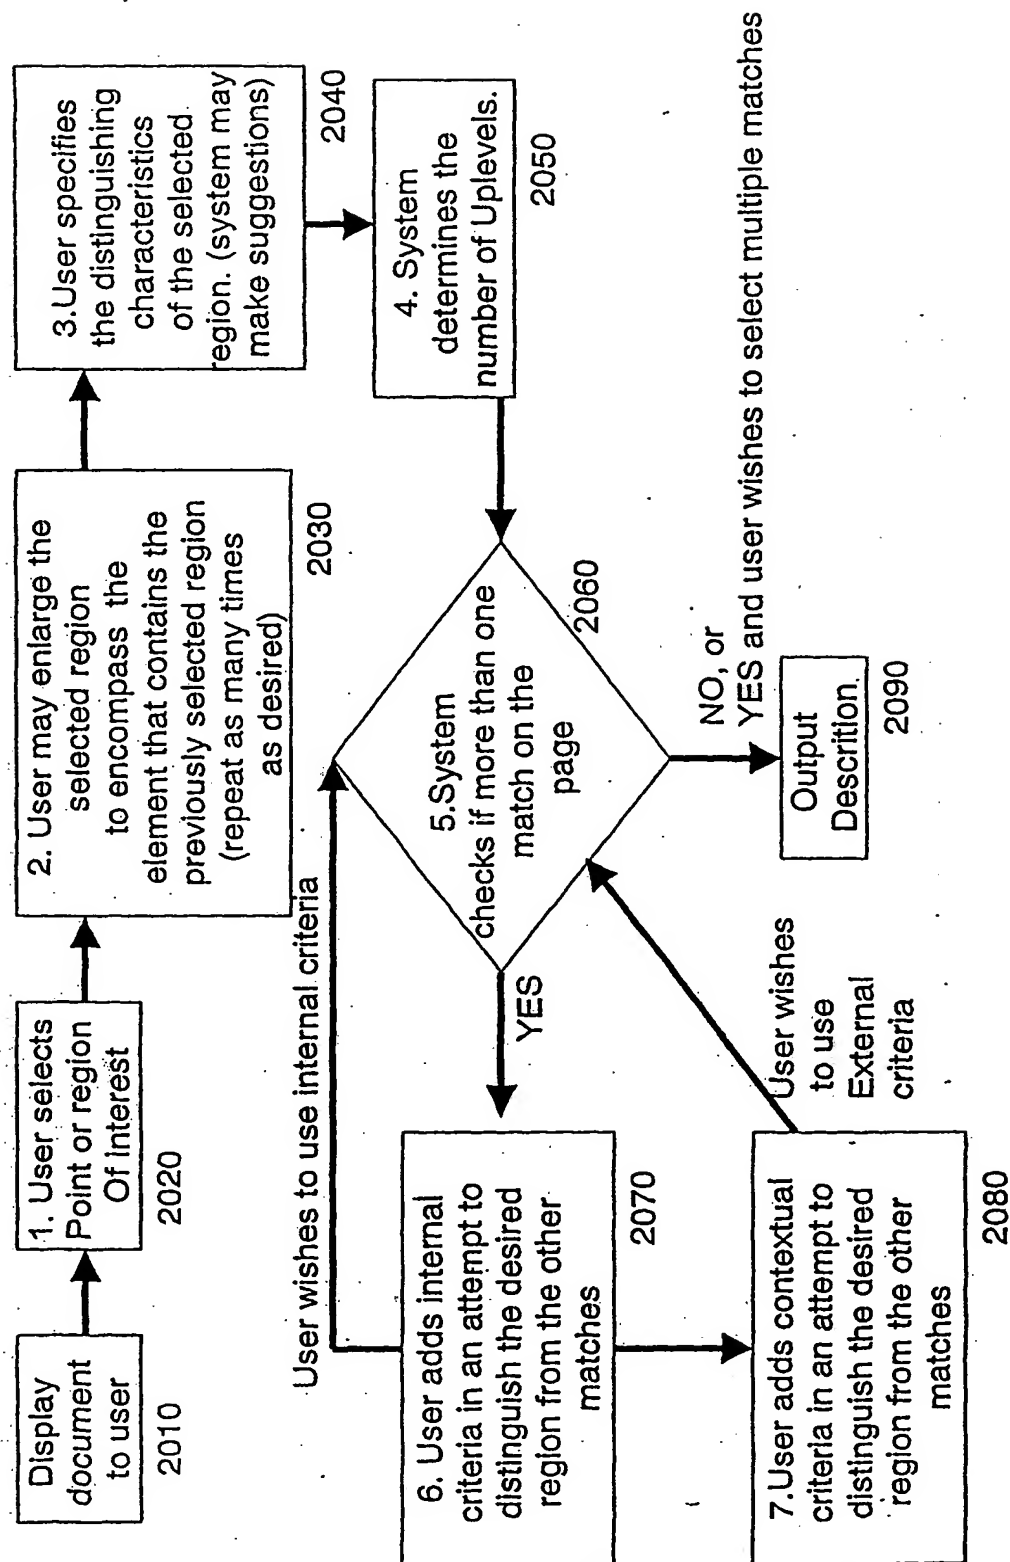 Display
document
to user
2010
1. User selects
Point or region
Of interest
2020
2. User may enlarge the
selected region
to encompass the
element that contains the
previously selected region
(repeat as many times
as desired)
2030
3.User specifies
the distinguishing
characteristics
of the selected
region. (system may
make suggestions)
2040
4. System
determines the
number of Uplevels.
2050
5.System
checks if more than one
match on the
page
2060
User wishes to use internal criteria
YES
6. User adds internal
criteria in an attempt to
distinguish the desired
region from the other
matches
2070
7.User adds contextual
criteria in an attempt to
distinguish the desired
region from the other
matches
2080
User wishes
to use
External
criteria
NO, or
YES and user wishes to select multiple matches
Output
Descrition.
2090